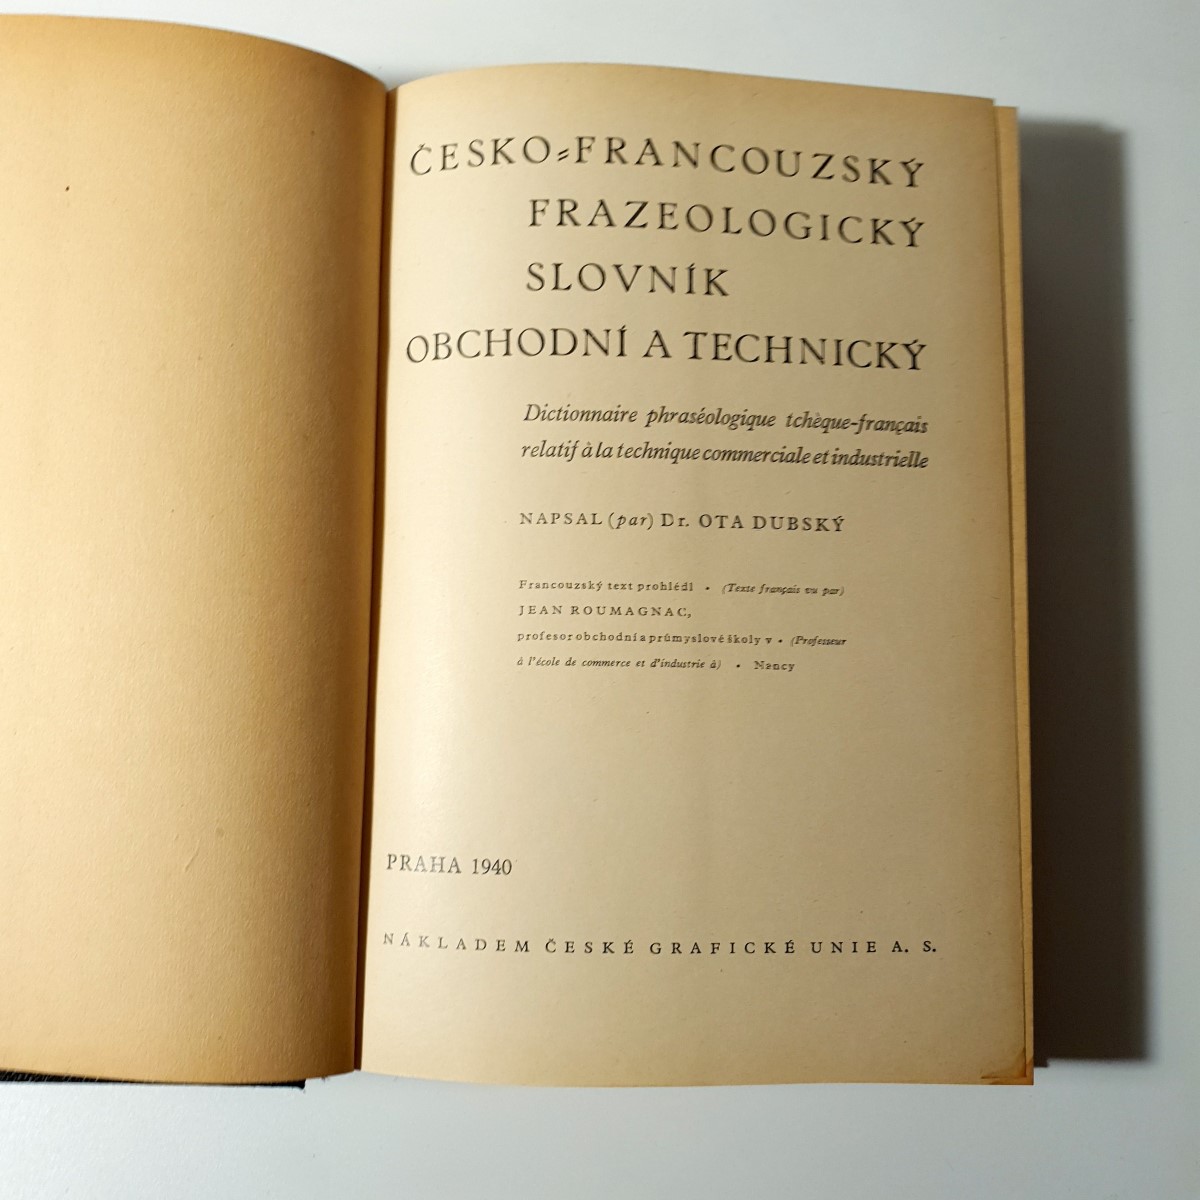 ČESKO-FRANCOUZSKÝ
FRAZEOLOGICKÝ
SLOVNÍK
OBCHODNÍ A TECHNICKÝ
Dictionnaire phraséologique tchèque-français
relatif à la technique commerciale et industrielle
NAPSAL (par) Dr. OTA DUBSKÝ
Francouzský text prohlédl • (Texte français vu par)
JEAN ROUMAGNAC,
profesor obchodní a průmyslové školy v • (Professeur
à l'école de commerce et d'industrie à) • Nancy
PRAHA 1940
NÁKLADEM ČESKÉ GRAFICKÉ UNIE A. S.